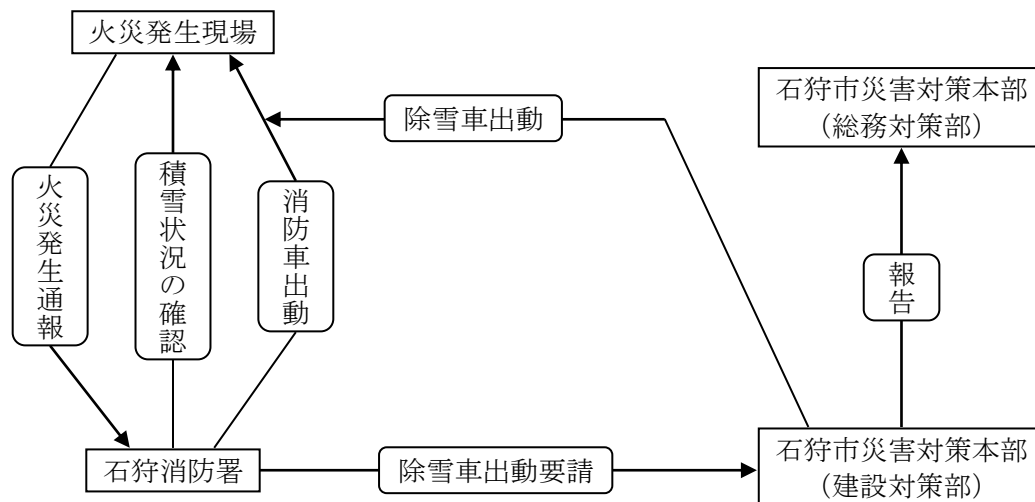 火災発生現場
除雪車出動
石狩市災害対策本部
(総務対策部)
火災発生通報
積雪状況の確認
消防車出動
報告
石狩消防署
除雪車出動要請
石狩市災害対策本部
(建設対策部)